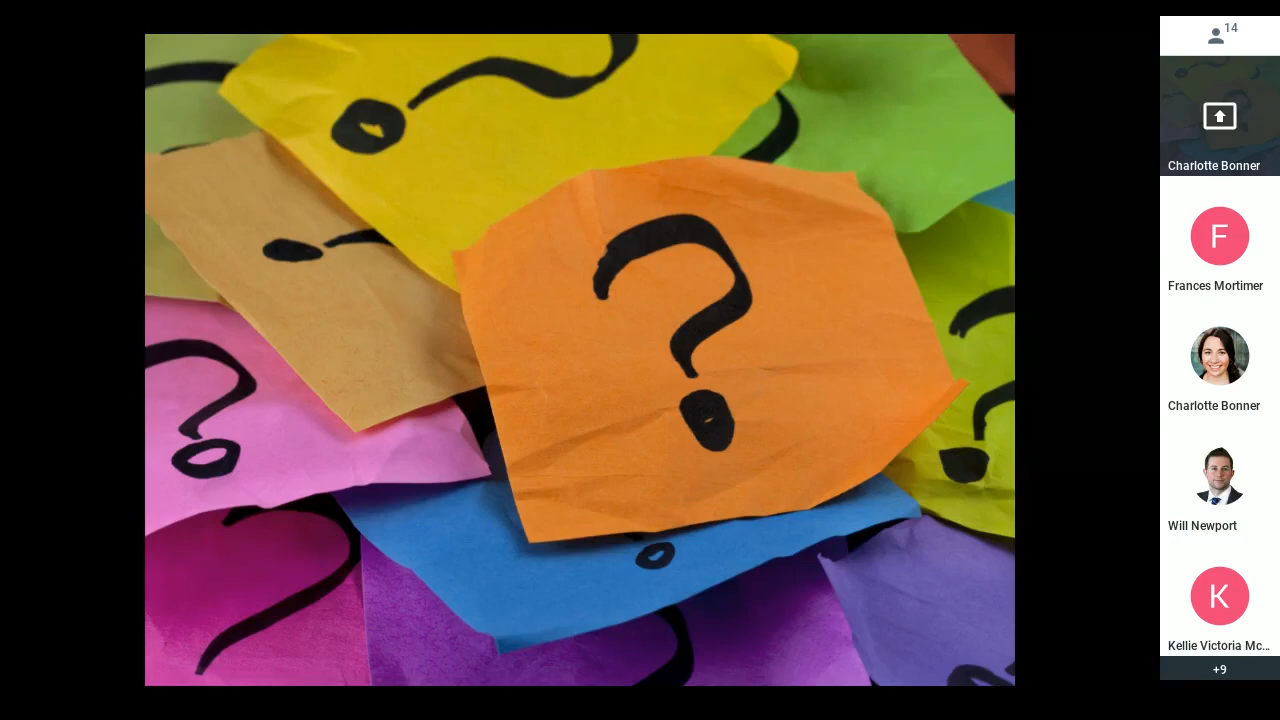 14
Charlotte Bonner
F
Frances Mortimer
Charlotte Bonner
Will Newport
K
Kellie Victoria Mc...
+9
? 
?
?
?
?
?
?
?
?
?
?